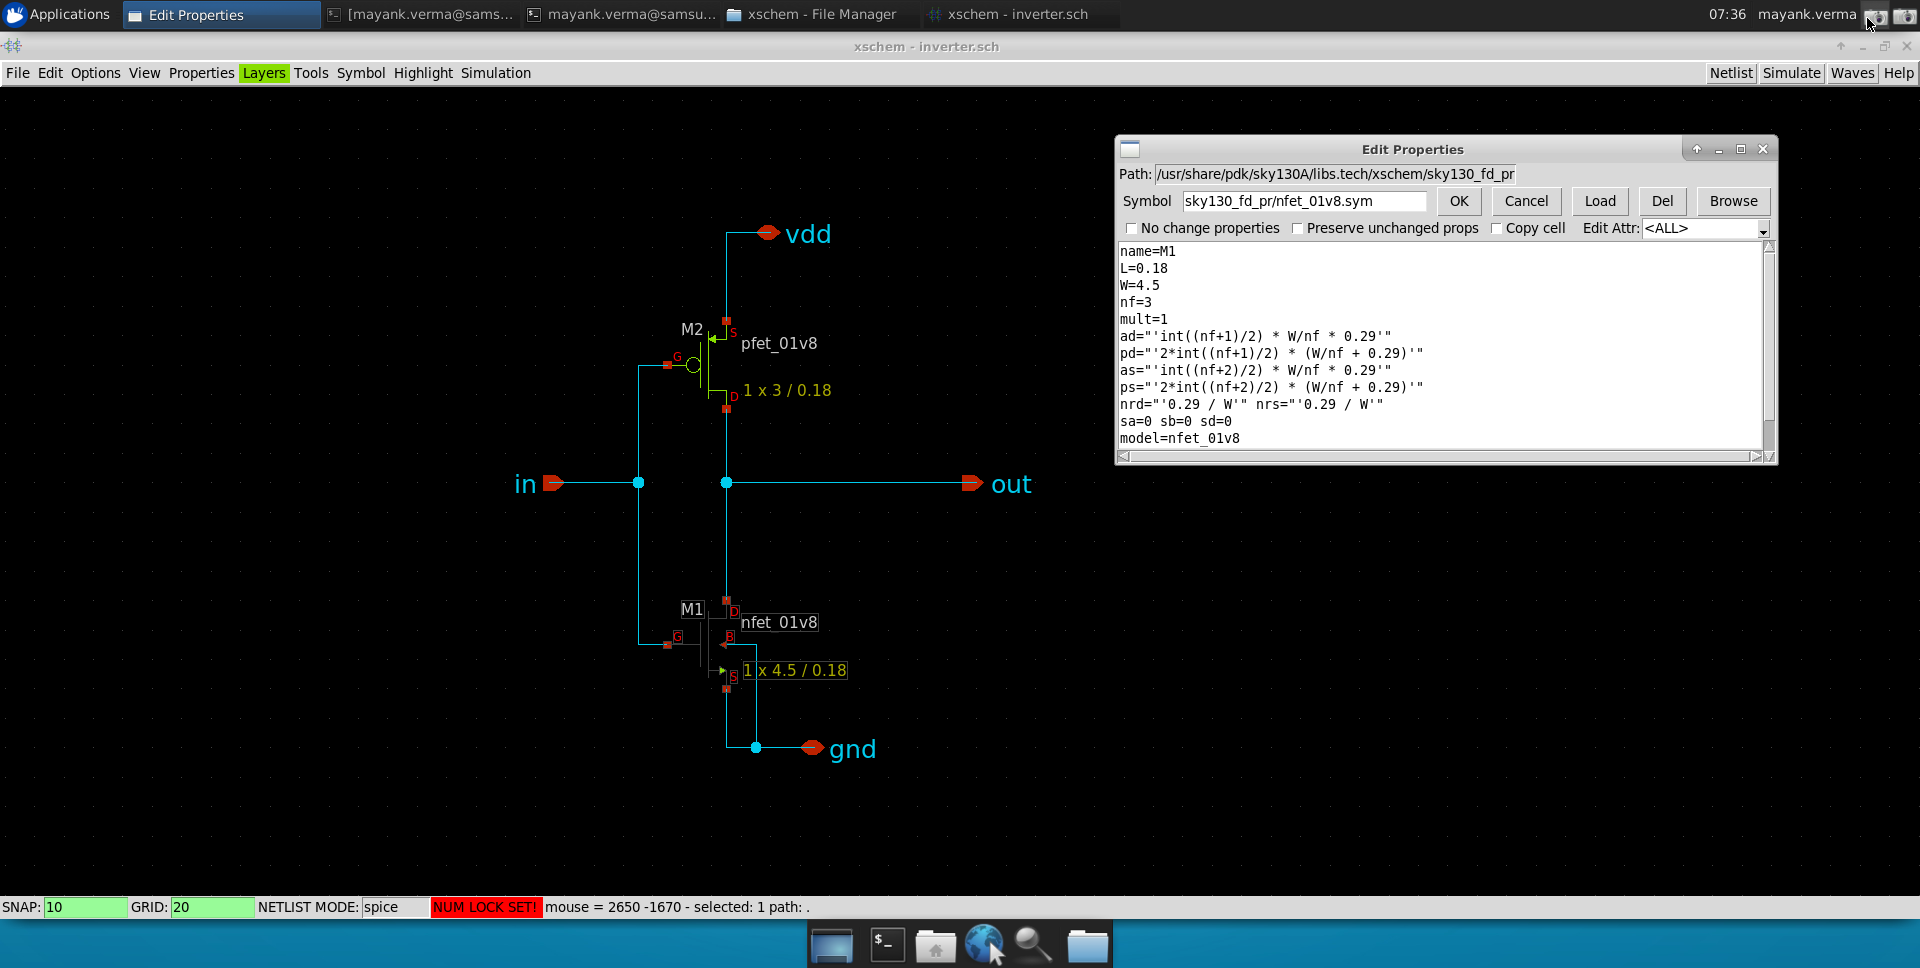 Applications
Edit Properties
[mayank.verma@sams...
mayank.verma@samsu...
xschem - File Manager
xschem - inverter.sch
07:36
mayank.verma
xschem - inverter.sch
File Edit Options View Properties Layers Tools Symbol Highlight Simulation
Netlist Simulate Waves Help
Edit Properties
Path: /usr/share/pdk/sky130A/libs.tech/xschem/sky130_fd_pr
Symbol sky130_fd_pr/nfet_01v8.sym OK Cancel Load Del Browse
No change properties Preserve unchanged props Copy cell Edit Attr: <ALL>
name=M1
L=0.18
W=4.5
nf=3
mult=1
ad="'int((nf+1)/2) * W/nf * 0.29'"
pd="'2*int((nf+1)/2) * (W/nf + 0.29)'"
as="'int((nf+2)/2) * W/nf * 0.29'"
ps="'2*int((nf+2)/2) * (W/nf + 0.29)'"
nrd="'0.29 / W'" nrs="'0.29 / W'"
sa=0 sb=0 sd=0
model=nfet_01v8
vdd
M2
S
pfet_01v8
G
D
1 x 3 / 0.18
in
out
M1
D
nfet_01v8
G
B
S
1 x 4.5 / 0.18
gnd
SNAP: 10 GRID: 20 NETLIST MODE: spice NUM LOCK SET! mouse = 2650 -1670 - selected: 1 path: .
$_